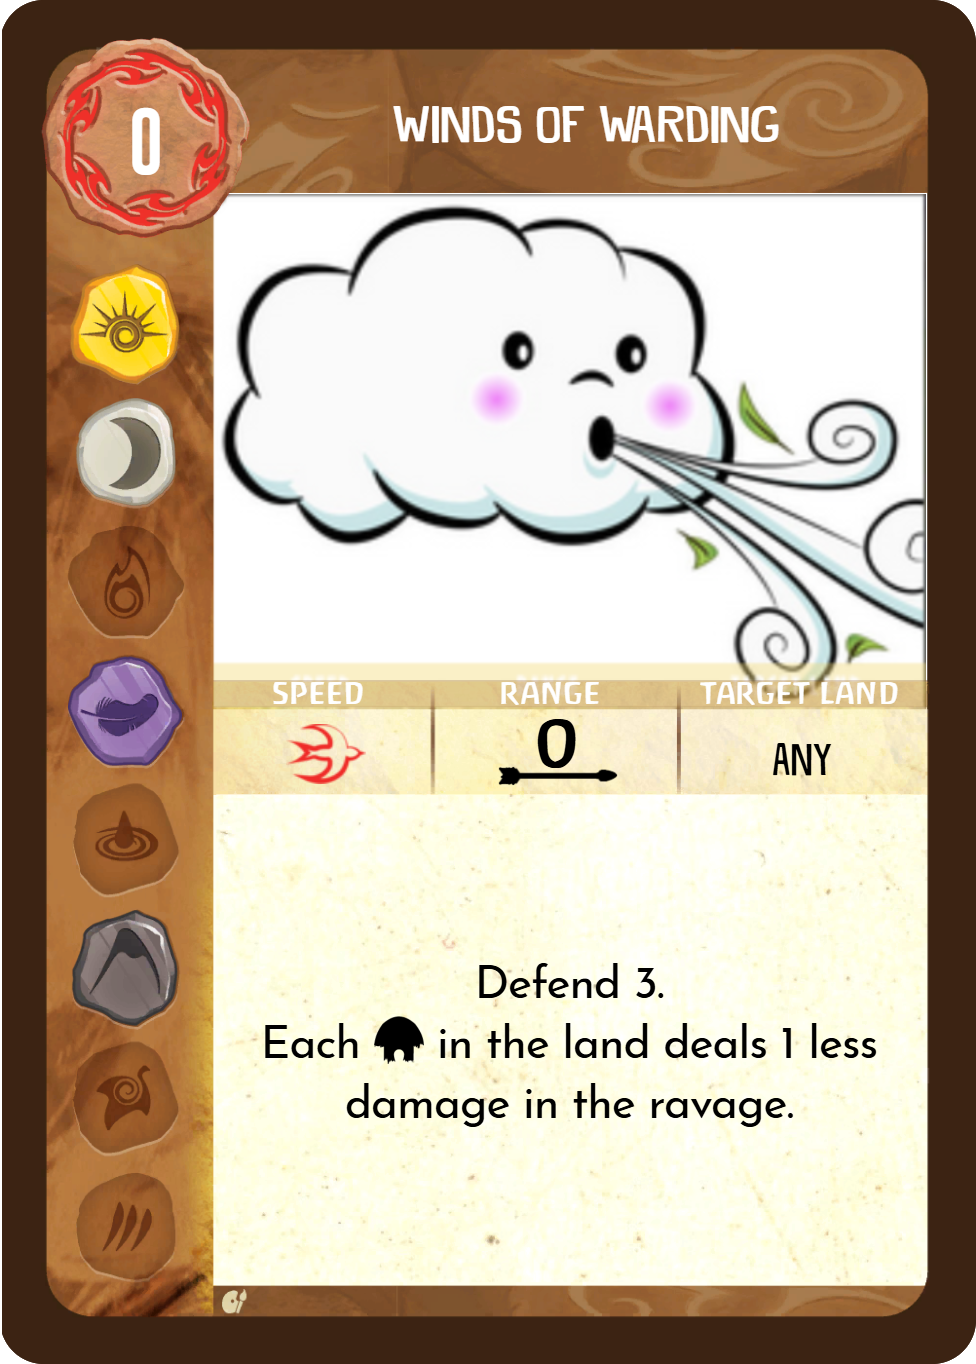 0
WINDS OF WARDING
SPEED RANGE TARGET LAND
0 ANY
Defend 3.
Each in the land deals 1 less
damage in the ravage.